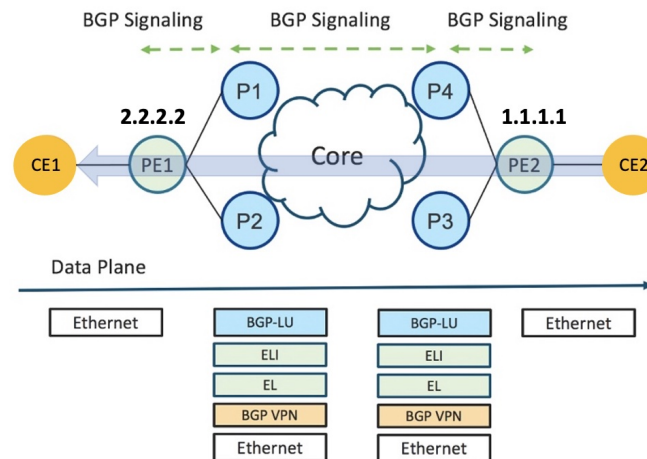 BGP Signaling BGP Signaling BGP Signaling
P1 P4
2.2.2.2 1.1.1.1
CE1 PE1 Core PE2 CE2
P2 P3
Data Plane
Ethernet BGP-LU BGP-LU Ethernet
ELI ELI
EL EL
BGP VPN BGP VPN
Ethernet Ethernet